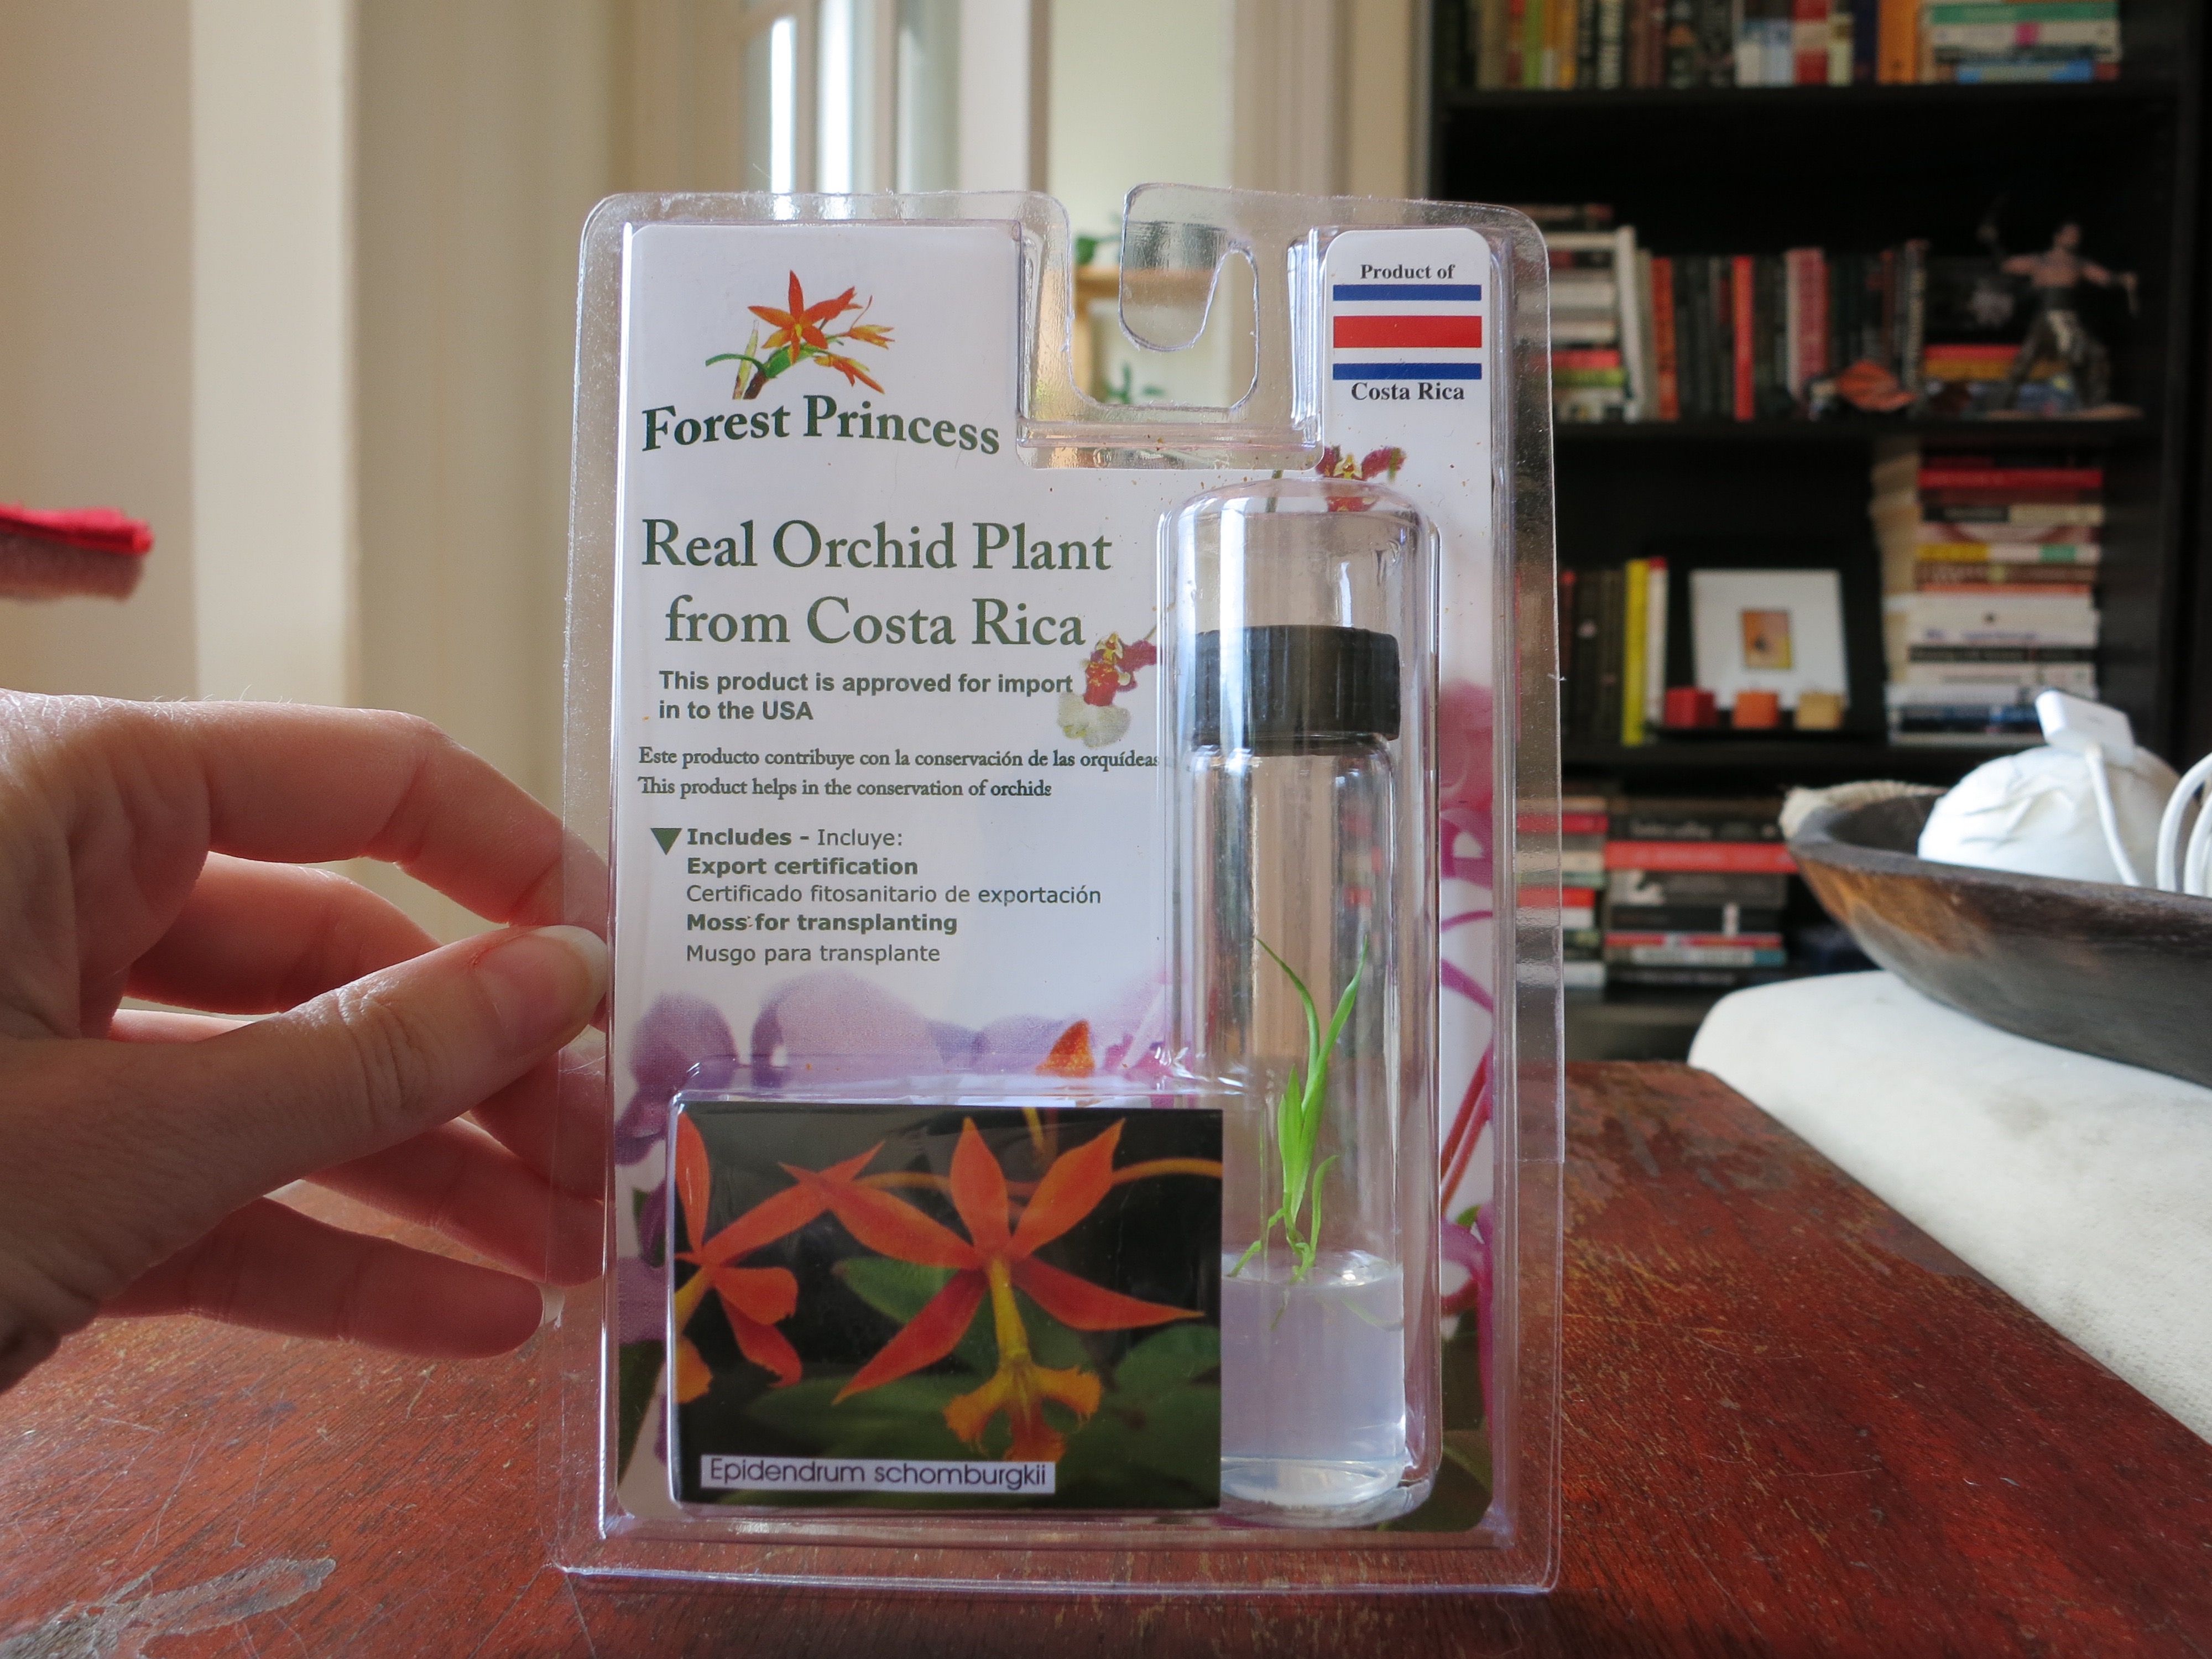 Forest Princess
Product of
Costa Rica
Real Orchid Plant
from Costa Rica
This product is approved for import
in to the USA
Este producto contribuye con la conservación de las orquídeas
This product helps in the conservation of orchids
Includes - Incluye:
Export certification
Certificado fitosanitario de exportación
Moss for transplanting
Musgo para transplante
Epidendrum schomburgkii